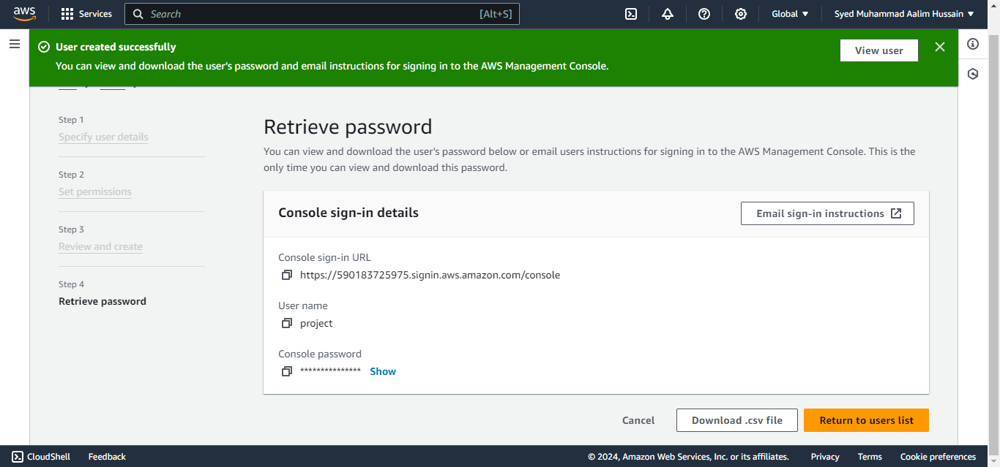 aws
Services
Search
[Alt+S]
Global
Syed Muhammad Aalim Hussain
User created successfully
You can view and download the user's password and email instructions for signing in to the AWS Management Console.
View user
Step 1
Specify user details
Step 2
Set permissions
Step 3
Review and create
Step 4
Retrieve password
Retrieve password
You can view and download the user's password below or email users instructions for signing in to the AWS Management Console. This is the
only time you can view and download this password.
Console sign-in details
Email sign-in instructions
Console sign-in URL
https://590183725975.signin.aws.amazon.com/console
User name
project
Console password
*************** Show
Cancel
Download .csv file
Return to users list
CloudShell
Feedback
© 2024, Amazon Web Services, Inc. or its affiliates.
Privacy
Terms
Cookie preferences